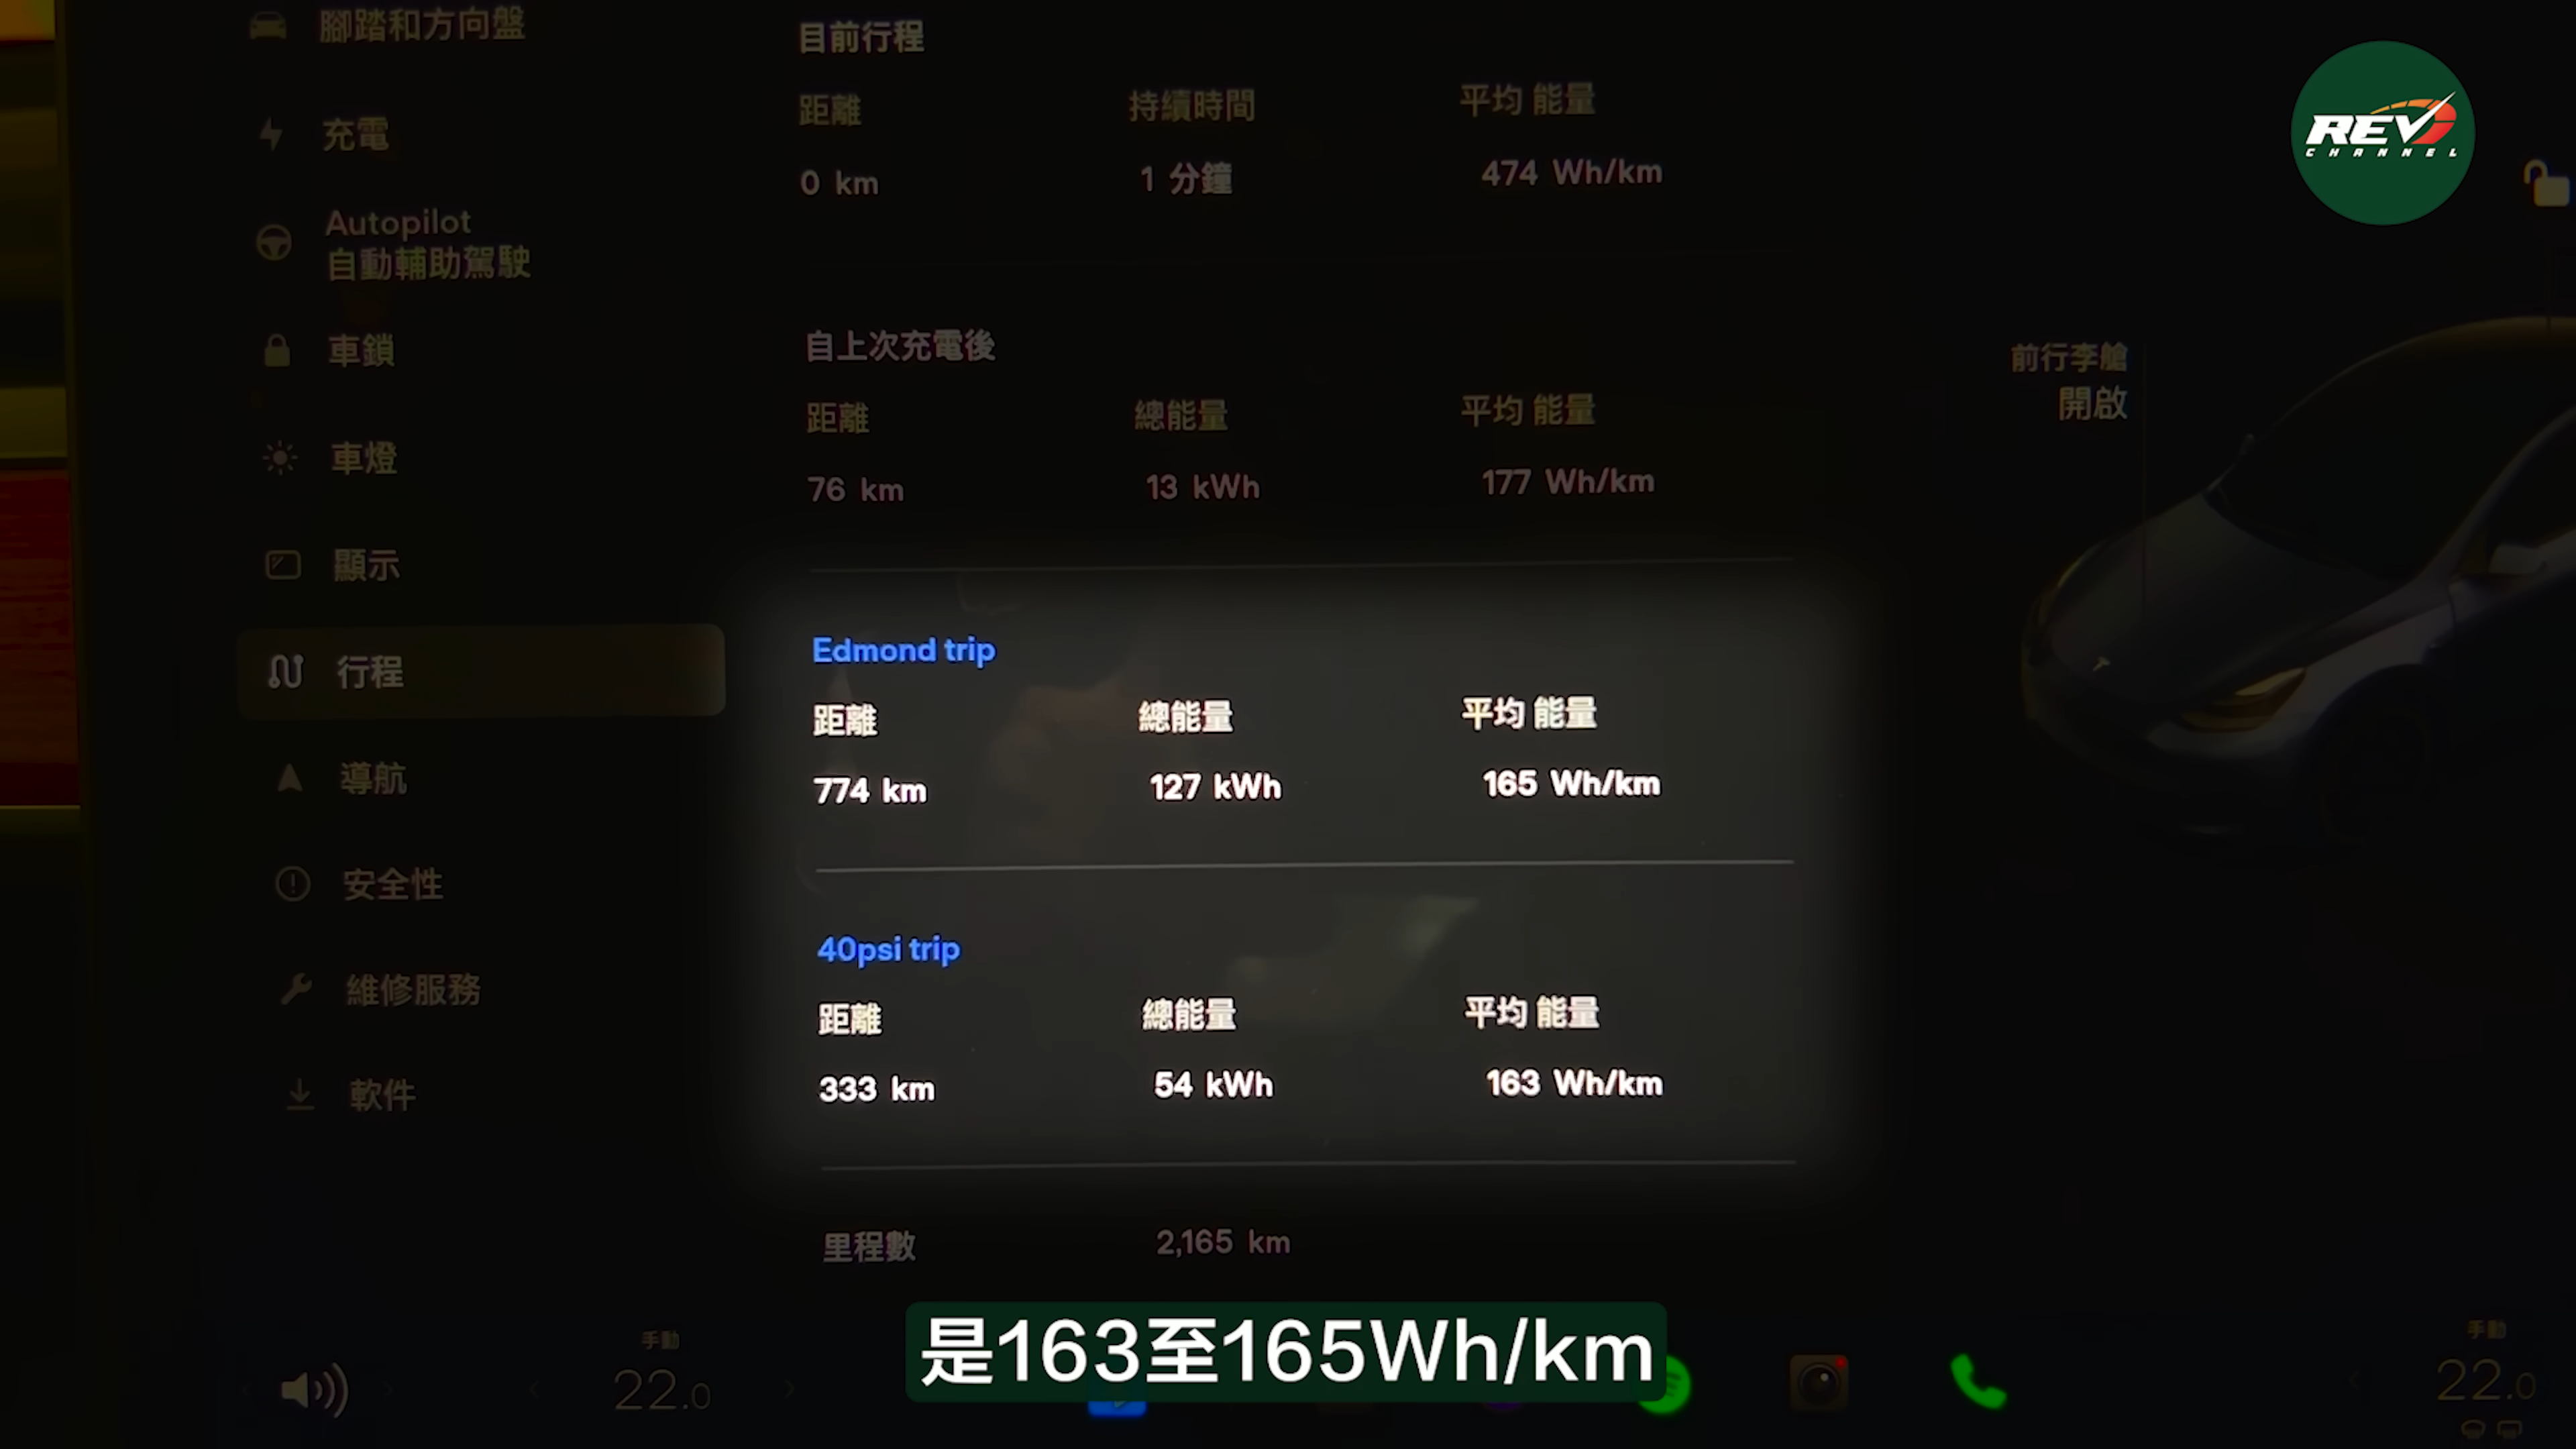 腳踏和方向盤
充電
Autopilot
自動輔助駕駛
車鎖
車燈
顯示
行程
導航
安全性
維修服務
軟件
目前行程
距離 持續時間 平均 能量
0 km 1 分鐘 474 Wh/km
自上次充電後
距離 總能量 平均 能量
76 km 13 kWh 177 Wh/km
Edmond trip
距離 總能量 平均 能量
774 km 127 kWh 165 Wh/km
40psi trip
距離 總能量 平均 能量
333 km 54 kWh 163 Wh/km
里程數 2,165 km
REV
CHANNEL
前行李艙
開啟
手動
22.0
是163至165Wh/km
手動
22.0